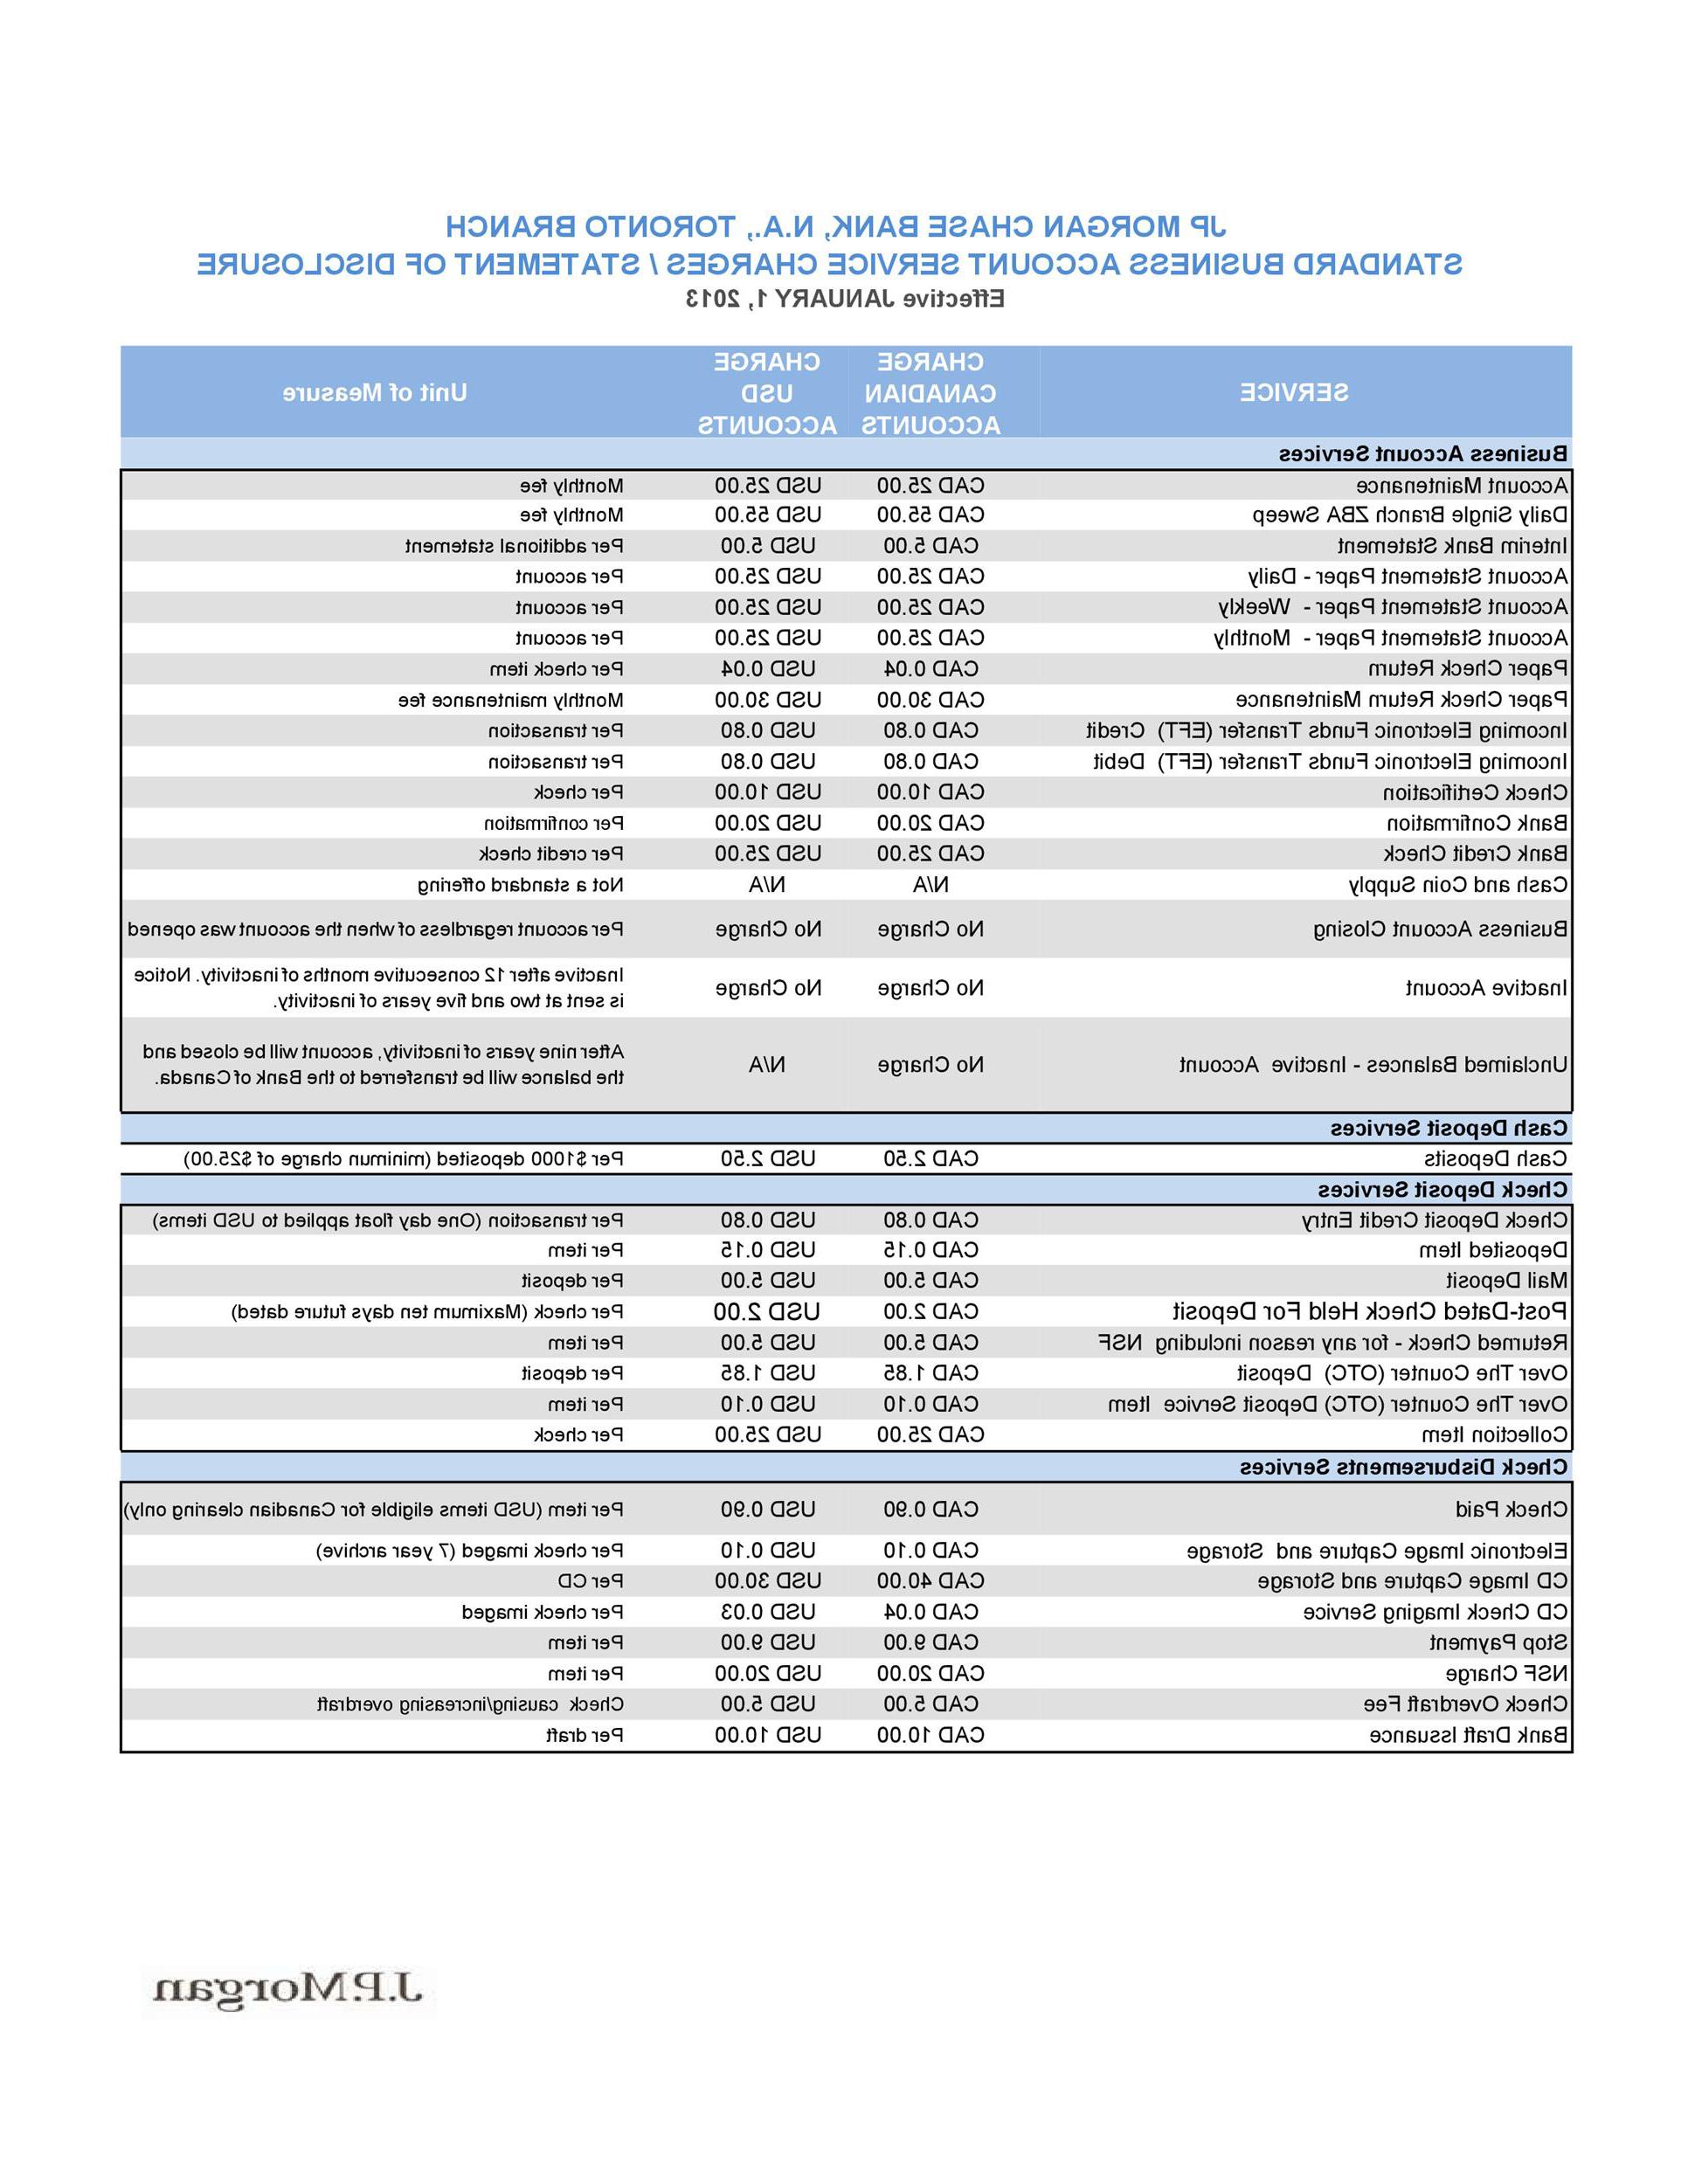 JP MORGAN CHASE BANK, N.A., TORONTO BRANCH
STANDARD BUSINESS ACCOUNT SERVICE CHARGES / STATEMENT OF DISCLOSURE
Effective JANUARY 1, 2013
SERVICE CHARGE CANADIAN ACCOUNTS CHARGE USD ACCOUNTS Unit of Measure
Business Account Services
Account Maintenance CAD 25.00 USD 25.00 Monthly fee
Daily Single Branch ZBA Sweep CAD 55.00 USD 55.00 Monthly fee
Interim Bank Statement CAD 5.00 USD 5.00 Per additional statement
Account Statement Paper - Daily CAD 25.00 USD 25.00 Per account
Account Statement Paper - Weekly CAD 25.00 USD 25.00 Per account
Account Statement Paper - Monthly CAD 25.00 USD 25.00 Per account
Paper Check Return CAD 0.04 USD 0.04 Per check item
Paper Check Return Maintenance CAD 30.00 USD 30.00 Monthly maintenance fee
Incoming Electronic Funds Transfer (EFT) Credit CAD 0.80 USD 0.80 Per transaction
Incoming Electronic Funds Transfer (EFT) Debit CAD 0.80 USD 0.80 Per transaction
Check Certification CAD 10.00 USD 10.00 Per check
Bank Confirmation CAD 20.00 USD 20.00 Per confirmation
Bank Credit Check CAD 25.00 USD 25.00 Per credit check
Cash and Coin Supply N/A N/A Not a standard offering
Business Account Closing No Charge No Charge Per account regardless of when the account was opened
Inactive Account No Charge No Charge Inactive after 12 consecutive months of inactivity. Notice
is sent at two and five years of inactivity.
Unclaimed Balances - Inactive Account No Charge N/A After nine years of inactivity, account will be closed and
the balance will be transferred to the Bank of Canada.
Cash Deposit Services
Cash Deposits CAD 2.50 USD 2.50 Per $1000 deposited (minimun charge of $25.00)
Check Deposit Services
Check Deposit Credit Entry CAD 0.80 USD 0.80 Per transaction (One day float applied to USD items)
Deposited Item CAD 0.15 USD 0.15 Per item
Mail Deposit CAD 5.00 USD 5.00 Per deposit
Post-Dated Check Held For Deposit CAD 2.00 USD 2.00 Per check (Maximum ten days future dated)
Returned Check - for any reason including NSF CAD 5.00 USD 5.00 Per item
Over The Counter (OTC) Deposit CAD 1.85 USD 1.85 Per deposit
Over The Counter (OTC) Deposit Service Item CAD 0.10 USD 0.10 Per item
Collection Item CAD 25.00 USD 25.00 Per check
Check Disbursements Services
Check Paid CAD 0.90 USD 0.90 Per item (USD items eligible for Canadian clearing only)
Electronic Image Capture and Storage CAD 0.10 USD 0.10 Per check imaged (7 year archive)
CD Image Capture and Storage CAD 40.00 USD 30.00 Per CD
CD Check Imaging Service CAD 0.04 USD 0.03 Per check imaged
Stop Payment CAD 9.00 USD 9.00 Per item
NSF Charge CAD 20.00 USD 20.00 Per item
Check Overdraft Fee CAD 5.00 USD 5.00 Check causing/increasing overdraft
Bank Draft Issuance CAD 10.00 USD 10.00 Per draft
J.P.Morgan